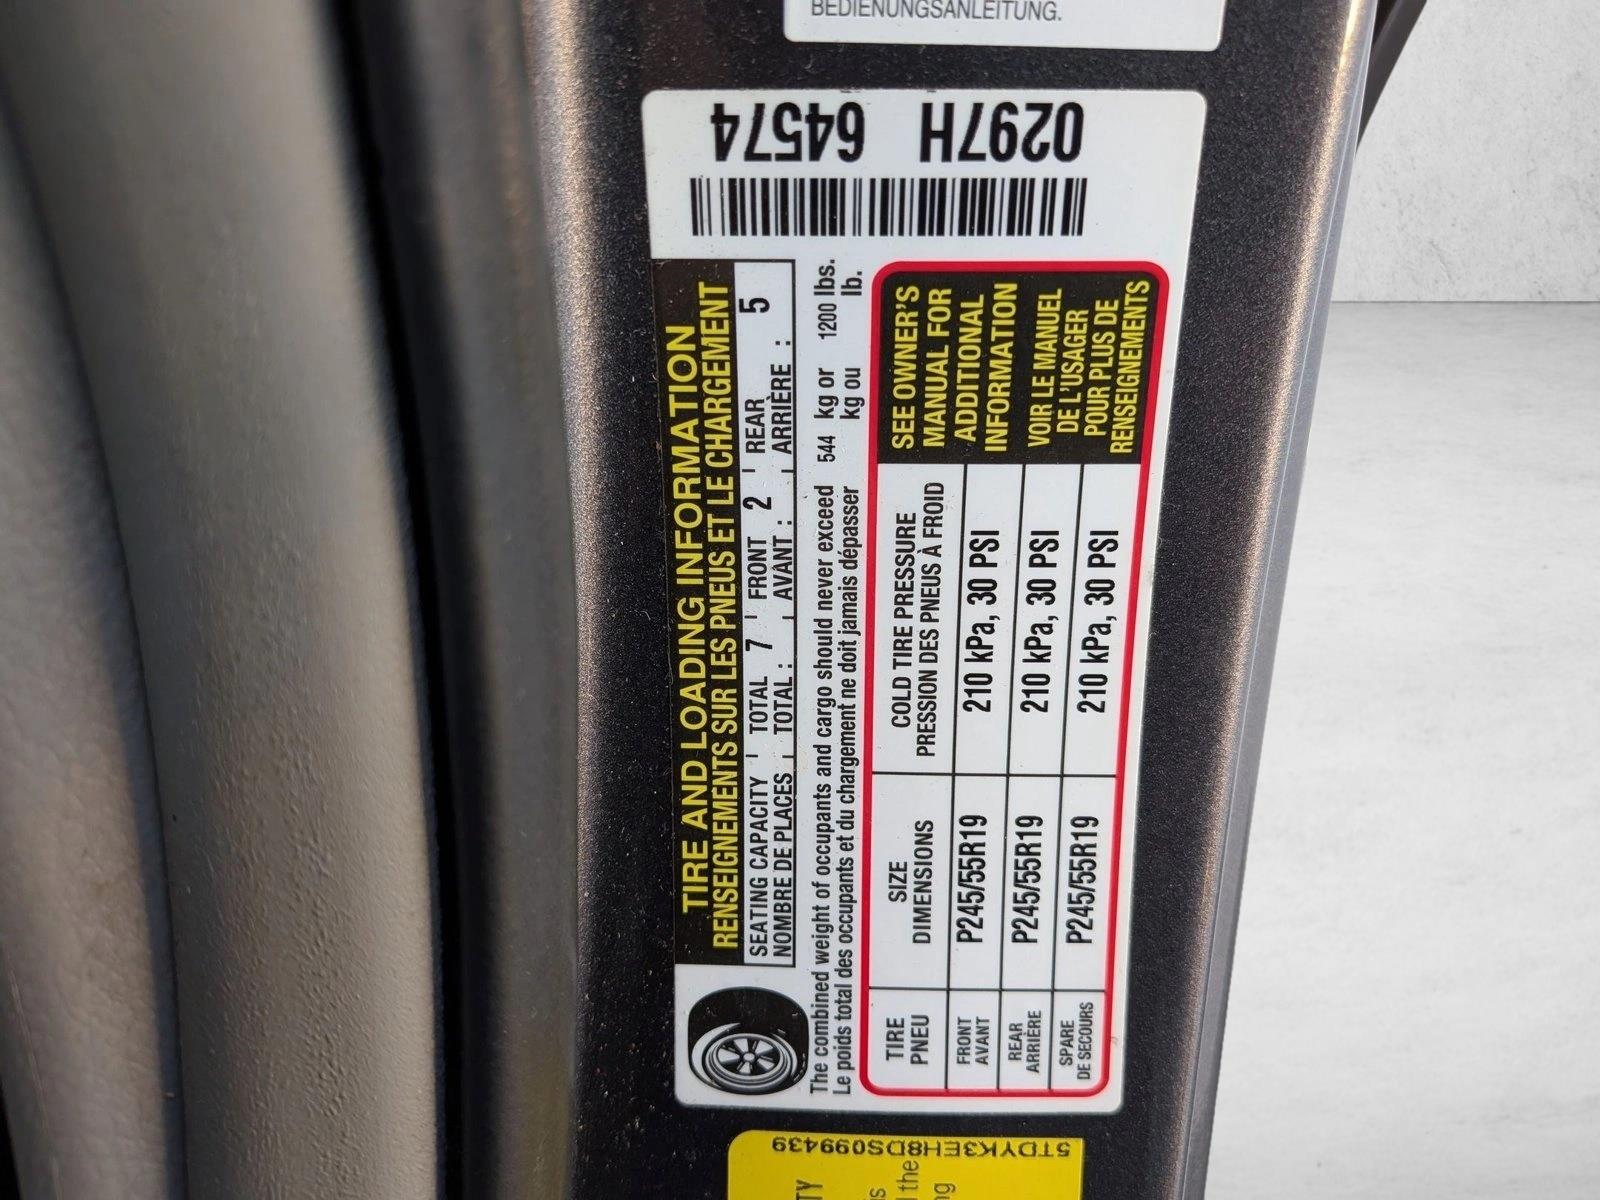 BEDIENUNGSANLEITUNG.
0297H 64574
TIRE AND LOADING INFORMATION
RENSEIGNEMENTS SUR LES PNEUS ET LE CHARGEMENT
SEATING CAPACITY TOTAL 7 FRONT 2 REAR 5
NOMBRE DE PLACES TOTAL : AVANT : ARRIÈRE :
The combined weight of occupants and cargo should never exceed 544 kg or 1200 lbs.
Le poids total des occupants et du chargement ne doit jamais dépasser kg ou lb.
TIRE
PNEU
SIZE
DIMENSIONS
COLD TIRE PRESSURE
PRESSION DES PNEUS À FROID
FRONT
AVANT
P245/55R19
210 kPa, 30 PSI
REAR
ARRIÈRE
P245/55R19
210 kPa, 30 PSI
SPARE
DE SECOURS
P245/55R19
210 kPa, 30 PSI
SEE OWNER'S
MANUAL FOR
ADDITIONAL
INFORMATION
VOIR LE MANUEL
DE L'USAGER
POUR PLUS DE
RENSEIGNEMENTS
5TDYK3EH8DS099439
the